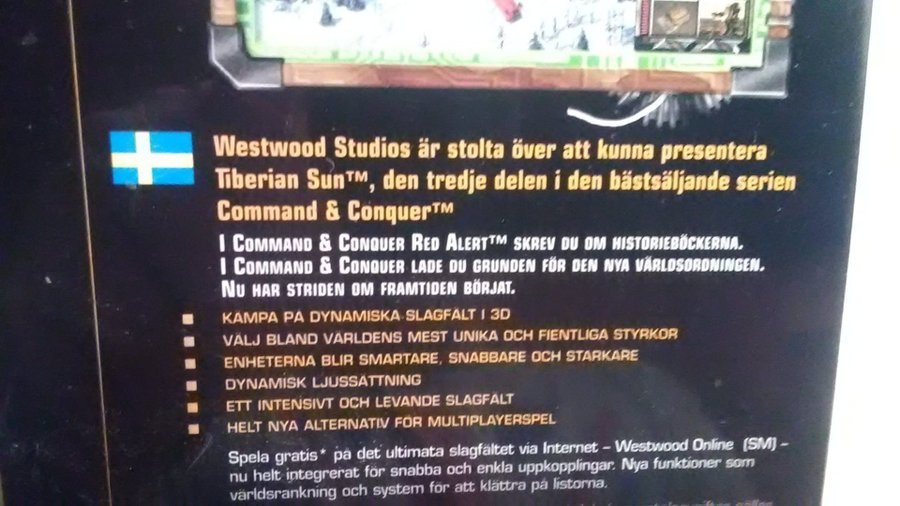 Westwood Studios är stolta över att kunna presentera
Tiberian Sun™, den tredje delen i den bästsäljande serien
Command & Conquer™
I COMMAND & CONQUER RED ALERT™ SKREV DU OM HISTORIEBÖCKERNA.
I COMMAND & CONQUER LADE DU GRUNDEN FÖR DEN NYA VÄRLDSORDNINGEN.
NU HAR STRIDEN OM FRAMTIDEN BÖRJAT.
KÄMPA PÅ DYNAMISKA SLAGFÄLT I 3D
VÄLJ BLAND VÄRLDENS MEST UNIKA OCH FIENTLIGA STYRKOR
ENHETERNA BLIR SMARTARE, SNABBARE OCH STARKARE
DYNAMISK LJUSSÄTTNING
ETT INTENSIVT OCH LEVANDE SLAGFÄLT
HELT NYA ALTERNATIV FÖR MULTIPLAYERSPEL
Spela gratis* på det ultimata slagfältet via Internet – Westwood Online (SM) –
nu helt integrerat för snabba och enkla uppkopplingar. Nya funktioner som
världsrankning och system för att klättra på listorna.